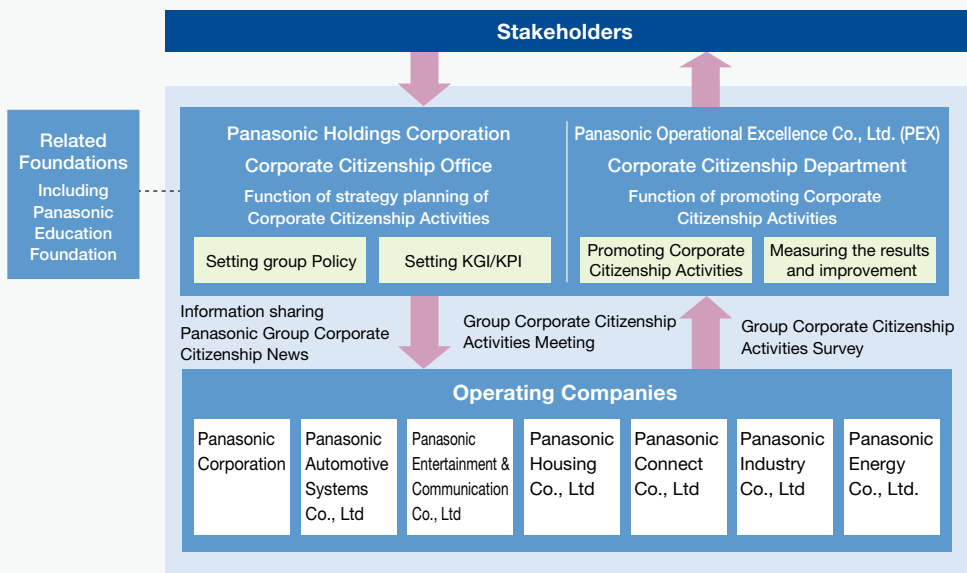 Stakeholders
Related
Foundations
Including
Panasonic
Education
Foundation
Panasonic Holdings Corporation
Corporate Citizenship Office
Function of strategy planning of
Corporate Citizenship Activities
Setting group Policy
Setting KGI/KPI
Panasonic Operational Excellence Co., Ltd. (PEX)
Corporate Citizenship Department
Function of promoting Corporate
Citizenship Activities
Promoting Corporate
Citizenship Activities
Measuring the results
and improvement
Information sharing
Panasonic Group Corporate
Citizenship News
Group Corporate Citizenship
Activities Meeting
Group Corporate Citizenship
Activities Survey
Operating Companies
Panasonic
Corporation
Panasonic
Automotive
Systems
Co., Ltd
Panasonic
Entertainment &
Communication
Co., Ltd
Panasonic
Housing
Co., Ltd
Panasonic
Connect
Co., Ltd
Panasonic
Industry
Co., Ltd
Panasonic
Energy
Co., Ltd.